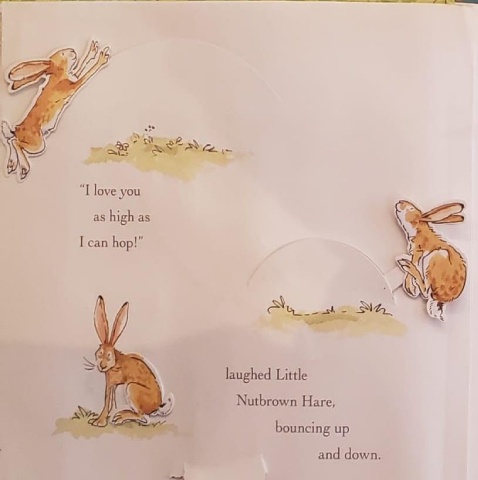 "I love you
as high as
I can hop!"
laughed Little
Nutbrown Hare,
bouncing up
and down.